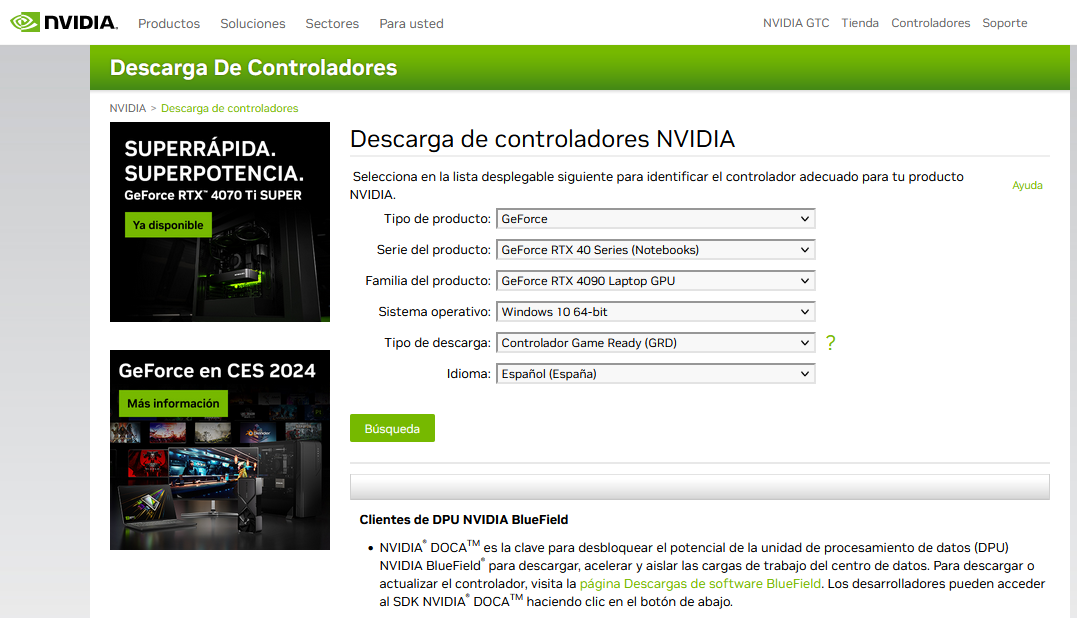 NVIDIA.
Productos
Soluciones
Sectores
Para usted
NVIDIA GTC
Tienda
Controladores
Soporte
Descarga De Controladores
NVIDIA > Descarga de controladores
SUPERRÁPIDA.
SUPERPOTENCIA.
GeForce RTX™ 4070 Ti SUPER
Ya disponible
GeForce en CES 2024
Más información
Descarga de controladores NVIDIA
Selecciona en la lista desplegable siguiente para identificar el controlador adecuado para tu producto
NVIDIA.
Ayuda
Tipo de producto: GeForce
Serie del producto: GeForce RTX 40 Series (Notebooks)
Familia del producto: GeForce RTX 4090 Laptop GPU
Sistema operativo: Windows 10 64-bit
Tipo de descarga: Controlador Game Ready (GRD) ?
Idioma: Español (España)
Búsqueda
Clientes de DPU NVIDIA BlueField
• NVIDIA® DOCA™ es la clave para desbloquear el potencial de la unidad de procesamiento de datos (DPU)
NVIDIA BlueField® para descargar, acelerar y aislar las cargas de trabajo del centro de datos. Para descargar o
actualizar el controlador, visita la página Descargas de software BlueField. Los desarrolladores pueden acceder
al SDK NVIDIA® DOCA™ haciendo clic en el botón de abajo.